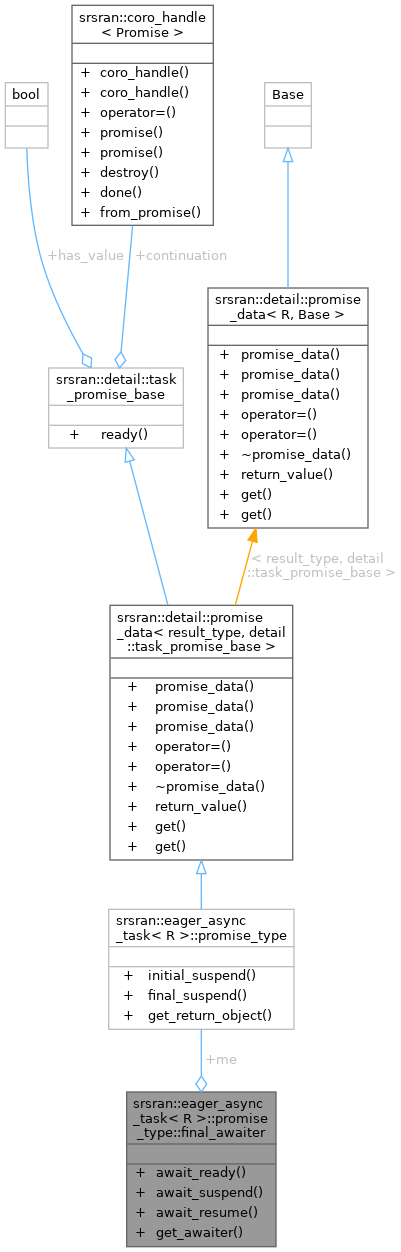 srsran::coro_handle
< Promise >
+ coro_handle()
+ coro_handle()
+ operator=()
+ promise()
+ promise()
+ destroy()
+ done()
+ from_promise()
bool
Base
+has_value
+continuation
srsran::detail::promise
_data< R, Base >
+ promise_data()
+ promise_data()
+ promise_data()
+ operator=()
+ operator=()
+ ~promise_data()
+ return_value()
+ get()
+ get()
srsran::detail::task
_promise_base
+ ready()
< result_type, detail
::task_promise_base >
srsran::detail::promise
_data< result_type, detail
::task_promise_base >
+ promise_data()
+ promise_data()
+ promise_data()
+ operator=()
+ operator=()
+ ~promise_data()
+ return_value()
+ get()
+ get()
srsran::eager_async
_task< R >::promise_type
+ initial_suspend()
+ final_suspend()
+ get_return_object()
+me
srsran::eager_async
_task< R >::promise
_type::final_awaiter
+ await_ready()
+ await_suspend()
+ await_resume()
+ get_awaiter()